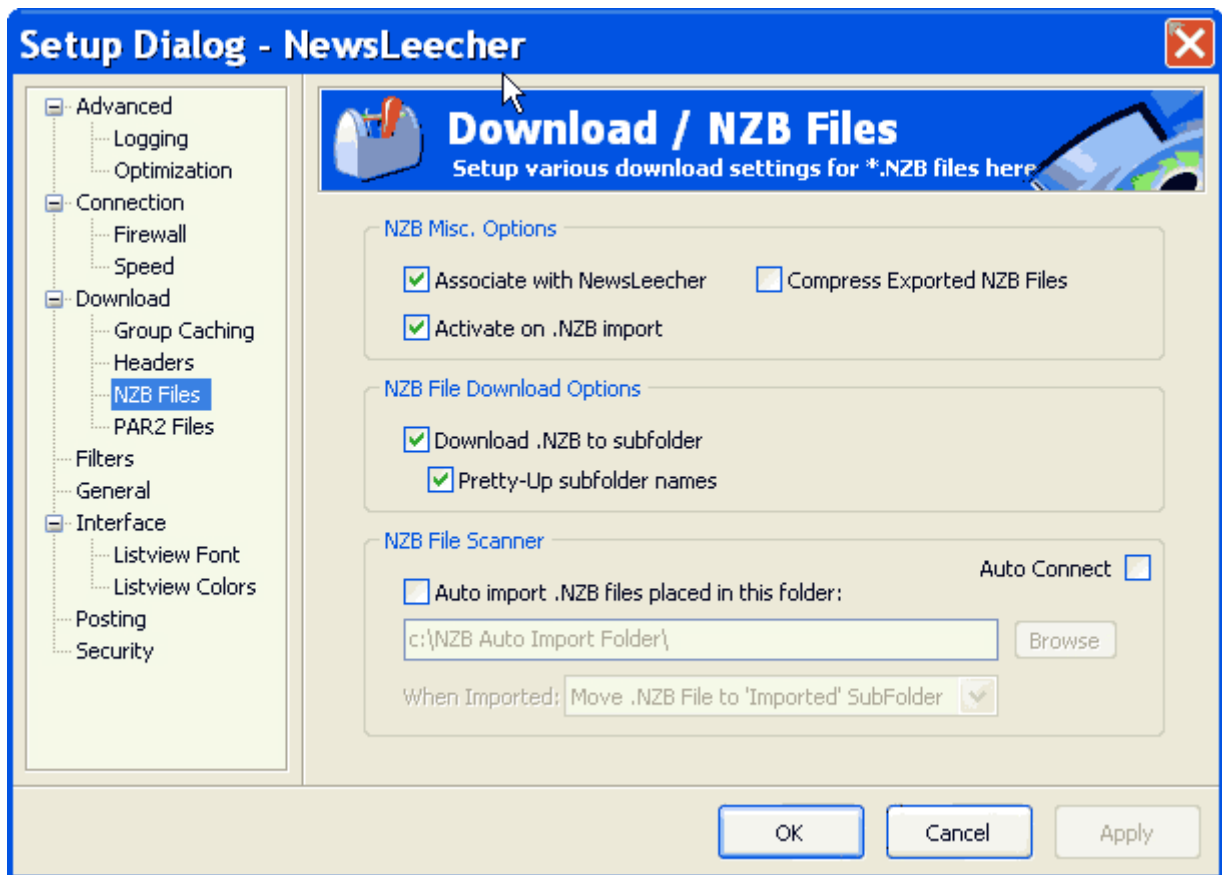 Setup Dialog - NewsLeecher
Advanced
Logging
Optimization
Connection
Firewall
Speed
Download
Group Caching
Headers
NZB Files
PAR2 Files
Filters
General
Interface
Listview Font
Listview Colors
Posting
Security
Download / NZB Files
Setup various download settings for *.NZB files here
NZB Misc. Options
Associate with NewsLeecher
Compress Exported NZB Files
Activate on .NZB import
NZB File Download Options
Download .NZB to subfolder
Pretty-Up subfolder names
NZB File Scanner
Auto Connect
Auto import .NZB files placed in this folder:
c:\NZB Auto Import Folder\
Browse
When Imported: Move .NZB File to 'Imported' SubFolder
OK
Cancel
Apply